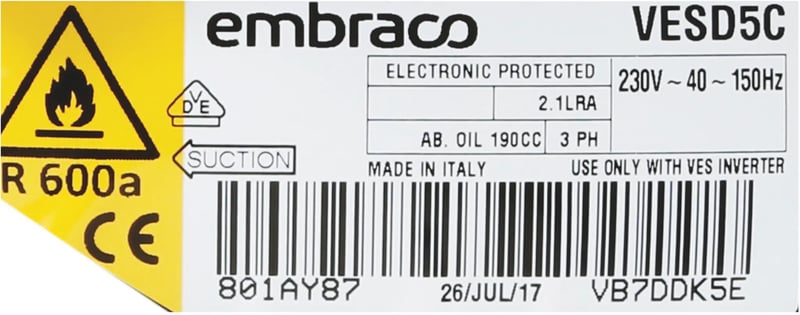 embraco VESD5C
ELECTRONIC PROTECTED
230V ~ 40 ~ 150Hz
2.1LRA
AB. OIL 190CC 3 PH
VDE
SUCTION
MADE IN ITALY USE ONLY WITH VES INVERTER
R 600a
CE
801AY87 26/JUL/17 VB7DDK5E